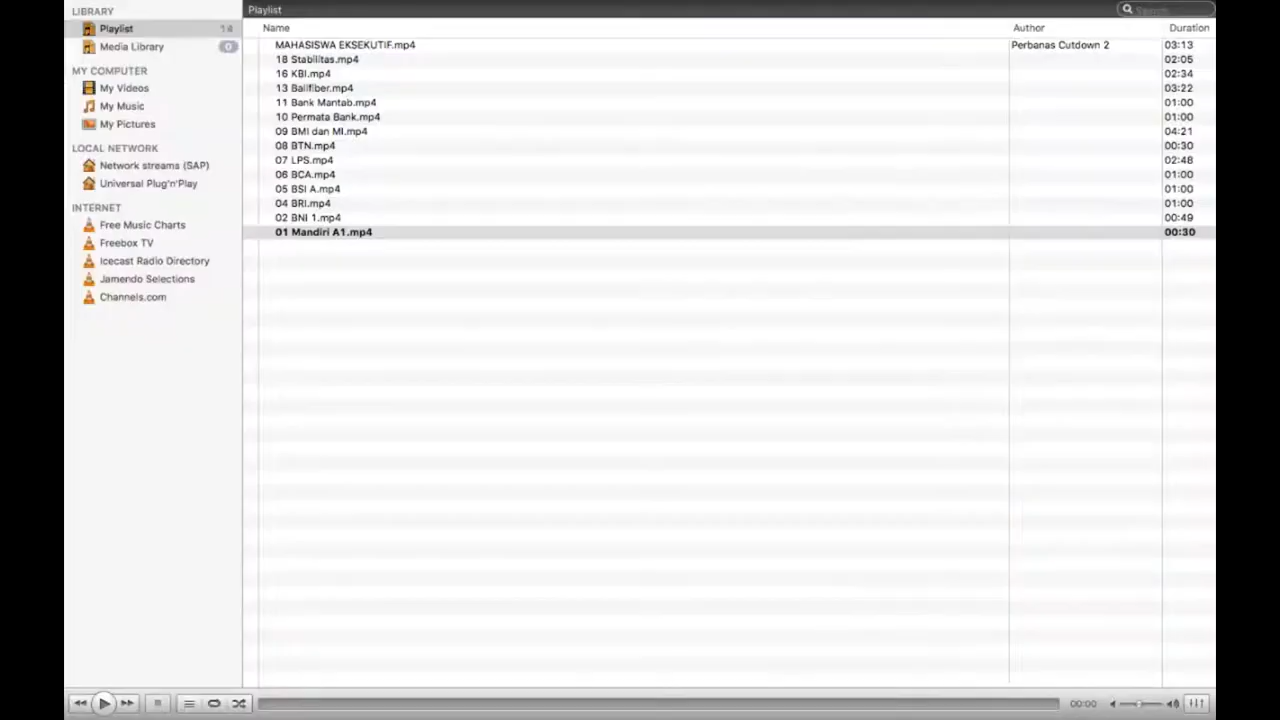 LIBRARY
Playlist 14
Media Library 0
MY COMPUTER
My Videos
My Music
My Pictures
LOCAL NETWORK
Network streams (SAP)
Universal Plug'n'Play
INTERNET
Free Music Charts
Freebox TV
Icecast Radio Directory
Jamendo Selections
Channels.com
Playlist Search
Name Author Duration
MAHASISWA EKSEKUTIF.mp4 Perbanas Cutdown 2 03:13
18 Stabilitas.mp4 02:05
16 KBI.mp4 02:34
13 Balifiber.mp4 03:22
11 Bank Mantab.mp4 01:00
10 Permata Bank.mp4 01:00
09 BMI dan MI.mp4 04:21
08 BTN.mp4 00:30
07 LPS.mp4 02:48
06 BCA.mp4 01:00
05 BSI A.mp4 01:00
04 BRI.mp4 01:00
02 BNI 1.mp4 00:49
01 Mandiri A1.mp4 00:30
00:00